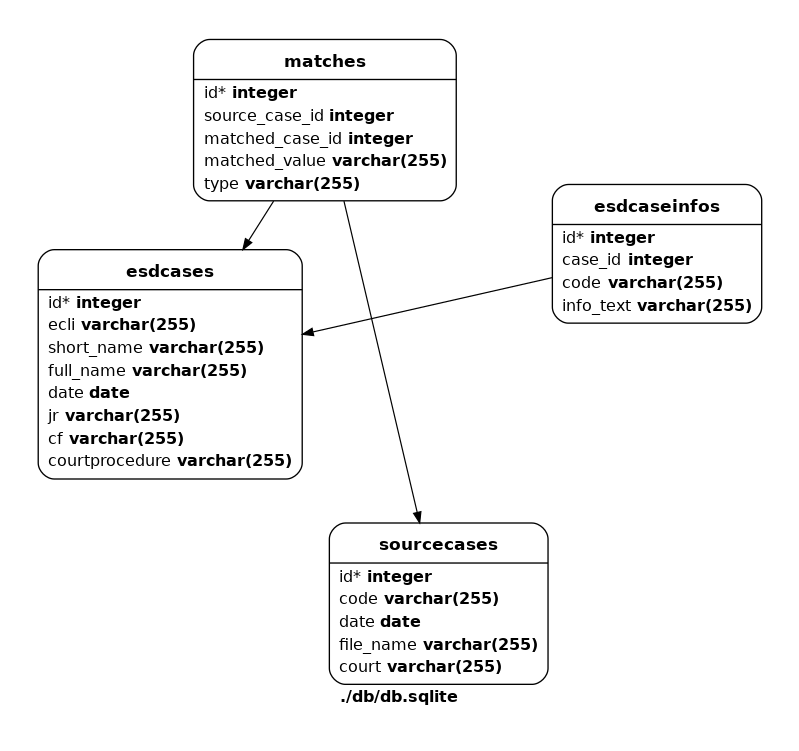 matches
id* integer
source_case_id integer
matched_case_id integer
matched_value varchar(255)
type varchar(255)
esdcaseinfos
id* integer
case_id integer
code varchar(255)
info_text varchar(255)
esdcases
id* integer
ecli varchar(255)
short_name varchar(255)
full_name varchar(255)
date date
jr varchar(255)
cf varchar(255)
courtprocedure varchar(255)
sourcecases
id* integer
code varchar(255)
date date
file_name varchar(255)
court varchar(255)
./db/db.sqlite